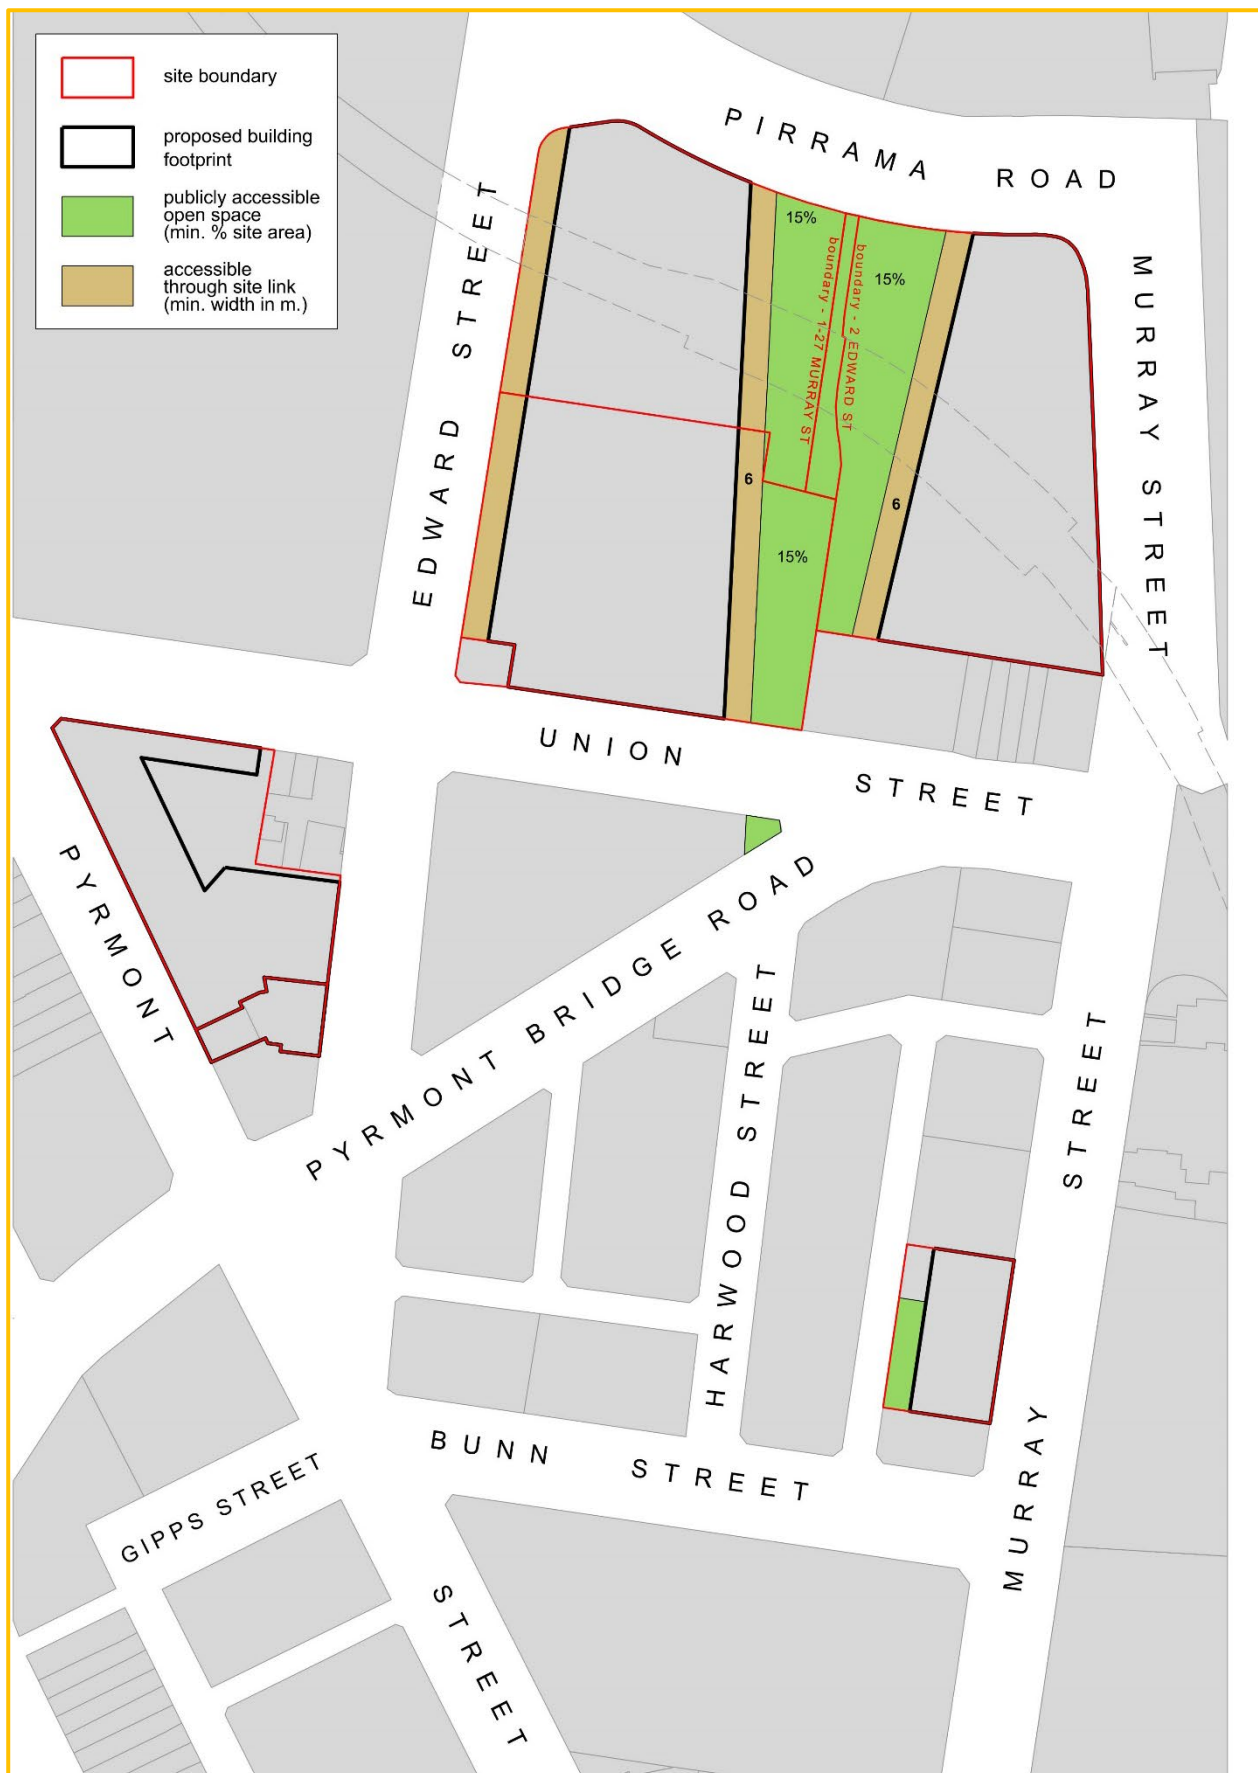 site boundary
proposed building
footprint
publicly accessible
open space
(min. % site area)
accessible
through site link
(min. width in m.)
PIRRAMA ROAD
EDWARD STREET
MURRAY STREET
15%
15%
boundary - 1-27 MURRAY ST
boundary - 2 EDWARD ST
6
6
15%
UNION STREET
PYRMONT
PYRMONT BRIDGE ROAD
HARWOOD STREET
STREET
MURRAY
BUNN STREET
GIPPS STREET
STREET